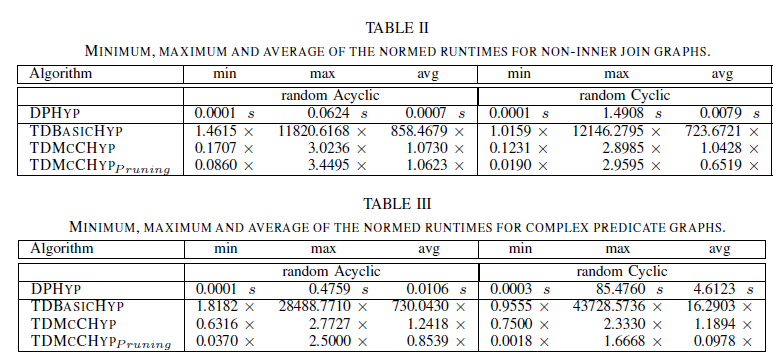 TABLE II
MINIMUM, MAXIMUM AND AVERAGE OF THE NORMED RUNTIMES FOR NON-INNER JOIN GRAPHS.
Algorithm min max avg min max avg
random Acyclic random Cyclic
DPHYP 0.0001 s 0.0624 s 0.0007 s 0.0001 s 1.4908 s 0.0079 s
TDBASICHYP 1.4615 × 11820.6168 × 858.4679 × 1.0159 × 12146.2795 × 723.6721 ×
TDMCCHYP 0.1707 × 3.0236 × 1.0730 × 0.1231 × 2.8985 × 1.0428 ×
TDMCCHYPPruning 0.0860 × 3.4495 × 1.0623 × 0.0190 × 2.9595 × 0.6519 ×
TABLE III
MINIMUM, MAXIMUM AND AVERAGE OF THE NORMED RUNTIMES FOR COMPLEX PREDICATE GRAPHS.
Algorithm min max avg min max avg
random Acyclic random Cyclic
DPHYP 0.0001 s 0.4759 s 0.0106 s 0.0003 s 85.4760 s 4.6123 s
TDBASICHYP 1.8182 × 28488.7710 × 730.0430 × 0.9555 × 43728.5736 × 16.2903 ×
TDMCCHYP 0.6316 × 2.7727 × 1.2418 × 0.7500 × 2.3330 × 1.1894 ×
TDMCCHYPPruning 0.0370 × 2.5000 × 0.8539 × 0.0018 × 1.6668 × 0.0978 ×